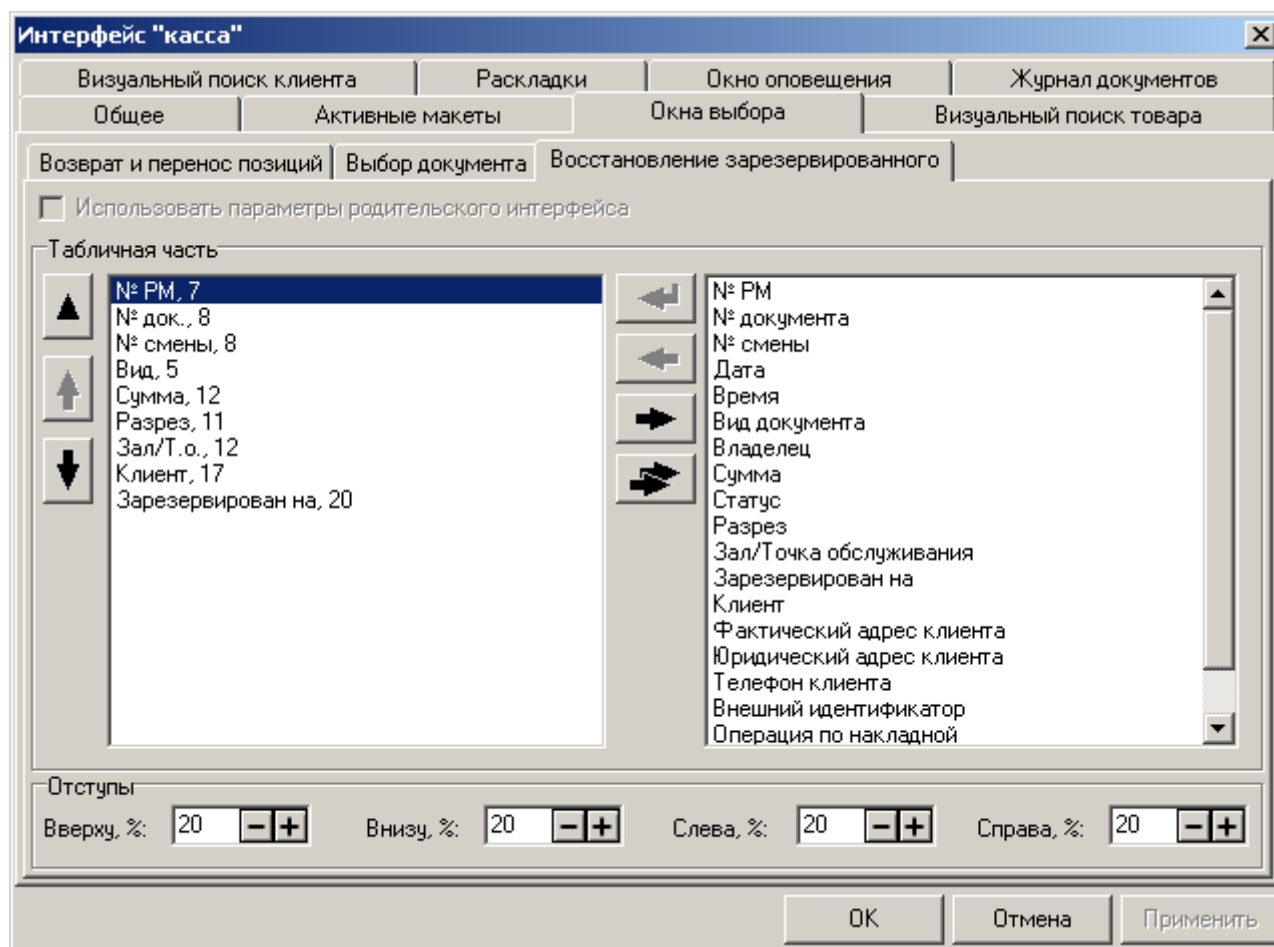 Интерфейс "касса"
Визуальный поиск клиента
Раскладки
Окно оповещения
Журнал документов
Общее
Активные макеты
Окна выбора
Визуальный поиск товара
Возврат и перенос позиций
Выбор документа
Восстановление зарезервированного
Использовать параметры родительского интерфейса
Табличная часть
№ РМ, 7
№ док., 8
№ смены, 8
Вид, 5
Сумма, 12
Разрез, 11
Зал/Т.о., 12
Клиент, 17
Зарезервирован на, 20
№ РМ
№ документа
№ смены
Дата
Время
Вид документа
Владелец
Сумма
Статус
Разрез
Зал/Точка обслуживания
Зарезервирован на
Клиент
Фактический адрес клиента
Юридический адрес клиента
Телефон клиента
Внешний идентификатор
Операция по накладной
Отступы
Вверху, %: 20
Внизу, %: 20
Слева, %: 20
Справа, %: 20
ОК
Отмена
Применить